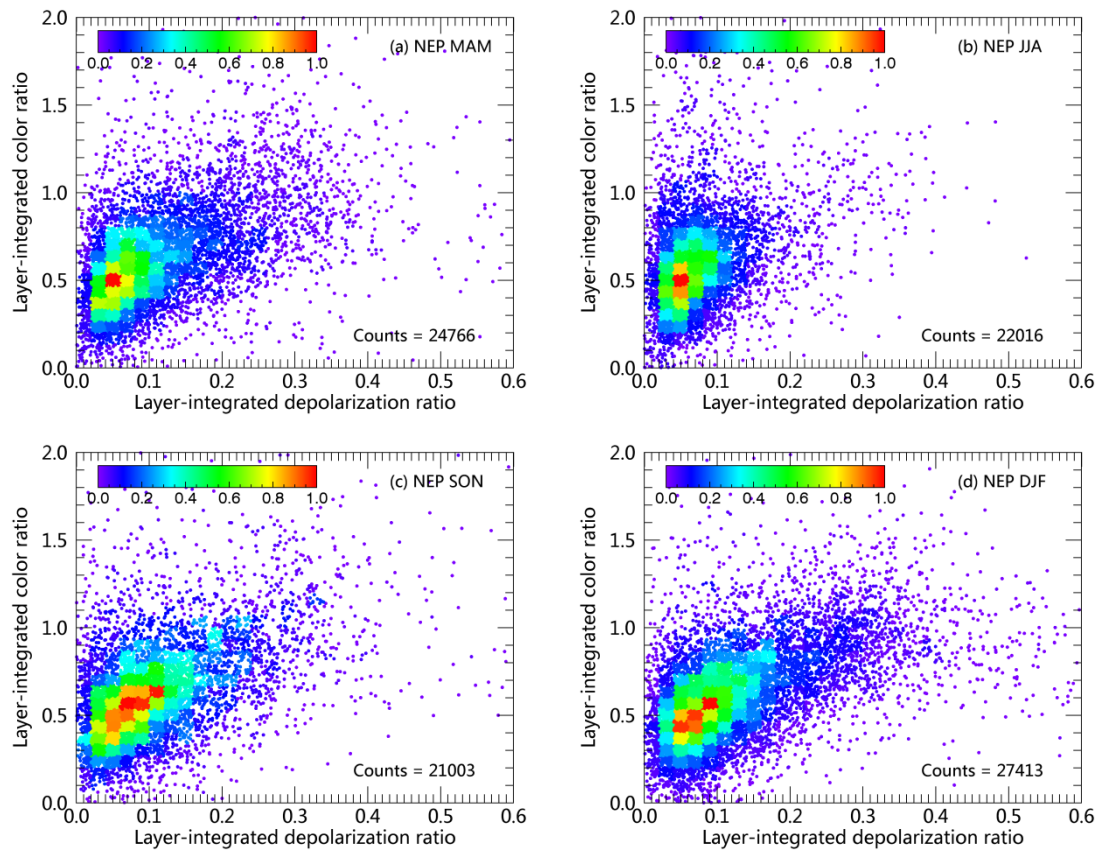 2.0
1.5
1.0
0.5
0.0
Layer-integrated color ratio
0.0 0.2 0.4 0.6 0.8 1.0
(a) NEP MAM
Counts = 24766
0.0 0.1 0.2 0.3 0.4 0.5 0.6
Layer-integrated depolarization ratio
2.0
1.5
1.0
0.5
0.0
Layer-integrated color ratio
0.0 0.2 0.4 0.6 0.8 1.0
(b) NEP JJA
Counts = 22016
0.0 0.1 0.2 0.3 0.4 0.5 0.6
Layer-integrated depolarization ratio
2.0
1.5
1.0
0.5
0.0
Layer-integrated color ratio
0.0 0.2 0.4 0.6 0.8 1.0
(c) NEP SON
Counts = 21003
0.0 0.1 0.2 0.3 0.4 0.5 0.6
Layer-integrated depolarization ratio
2.0
1.5
1.0
0.5
0.0
Layer-integrated color ratio
0.0 0.2 0.4 0.6 0.8 1.0
(d) NEP DJF
Counts = 27413
0.0 0.1 0.2 0.3 0.4 0.5 0.6
Layer-integrated depolarization ratio